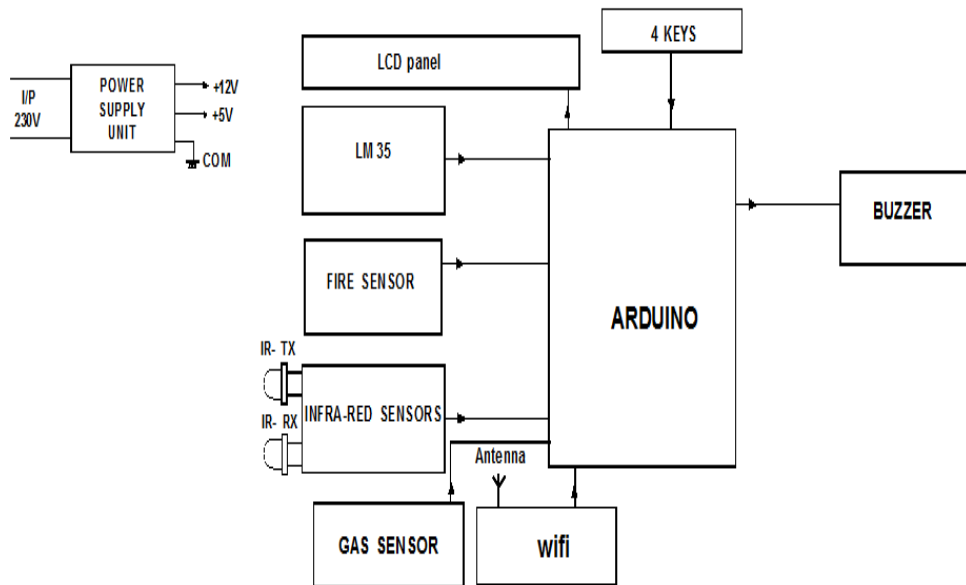 4 KEYS
LCD panel
I/P
230V
POWER
SUPPLY
UNIT
+12V
+5V
COM
LM 35
BUZZER
FIRE SENSOR
ARDUINO
IR- TX
INFRA-RED SENSORS
IR- RX
Antenna
GAS SENSOR
wifi